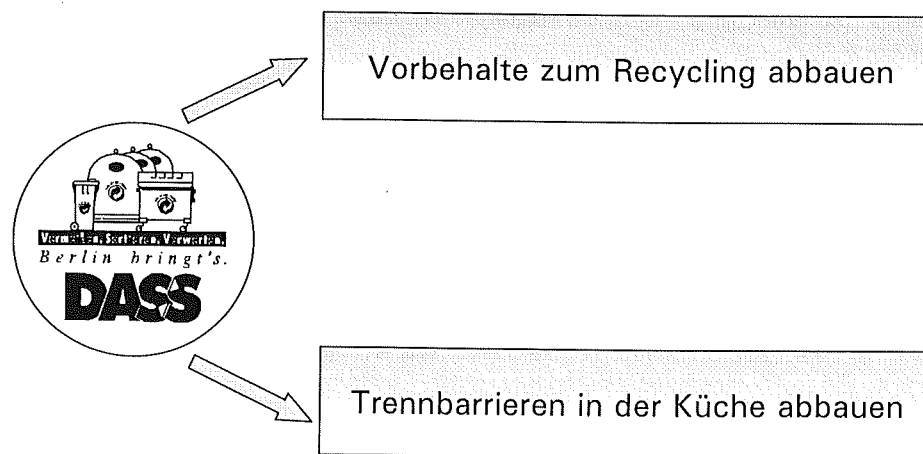 Vorbehalte zum Recycling abbauen
Vermeiden Sortieren Verwerten
Berlin bringt's.
DASS
Trennbarrieren in der Küche abbauen